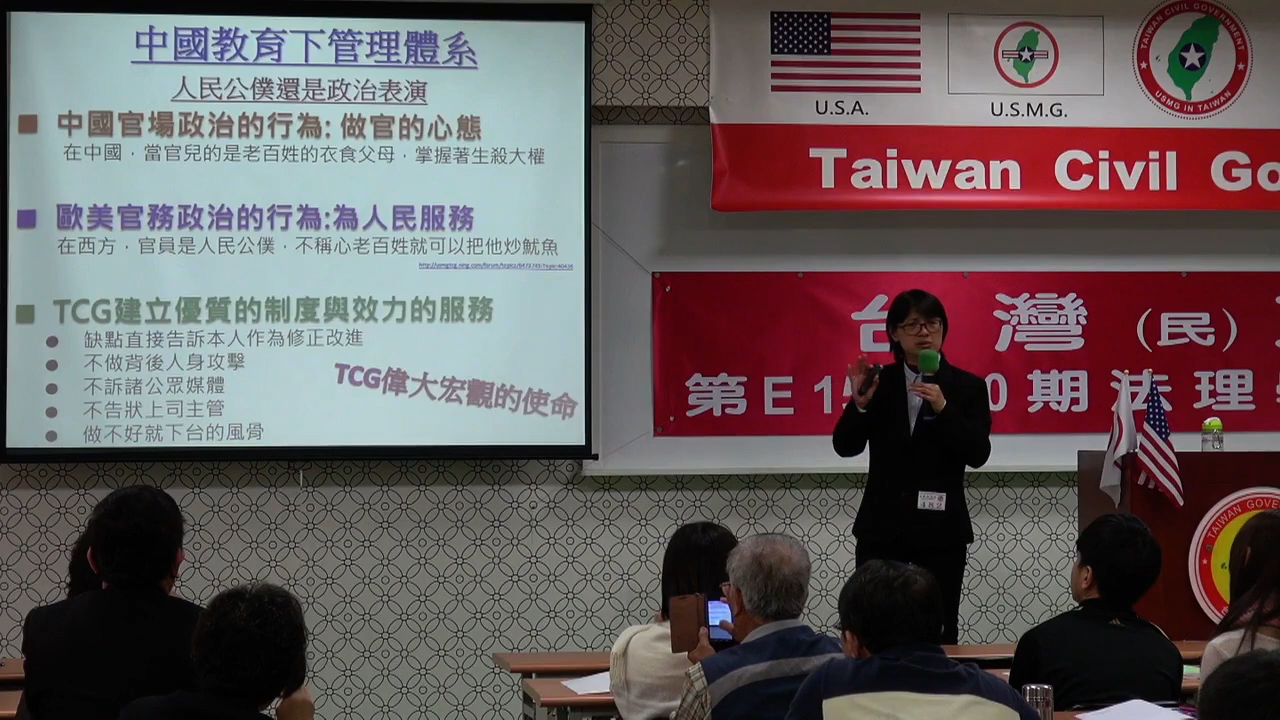 中國教育下管理體系
人民公僕還是政治表演
中國官場政治的行為: 做官的心態
在中國，當官兒的是老百姓的衣食父母，掌握著生殺大權
歐美官務政治的行為:為人民服務
在西方，官員是人民公僕，不稱心老百姓就可以把他炒魷魚
TCG建立優質的制度與效力的服務
缺點直接告訴本人作為修正改進
不做背後人身攻擊
不訴諸公眾媒體
不告狀上司主管
做不好就下台的風骨
TCG偉大宏觀的使命
U.S.A.
U.S.M.G.
TAIWAN CIVIL GOVERNMENT
USMG IN TAIWAN
Taiwan Civil Go
台灣（民）
第E15 0期法理
TAIWAN GOVE